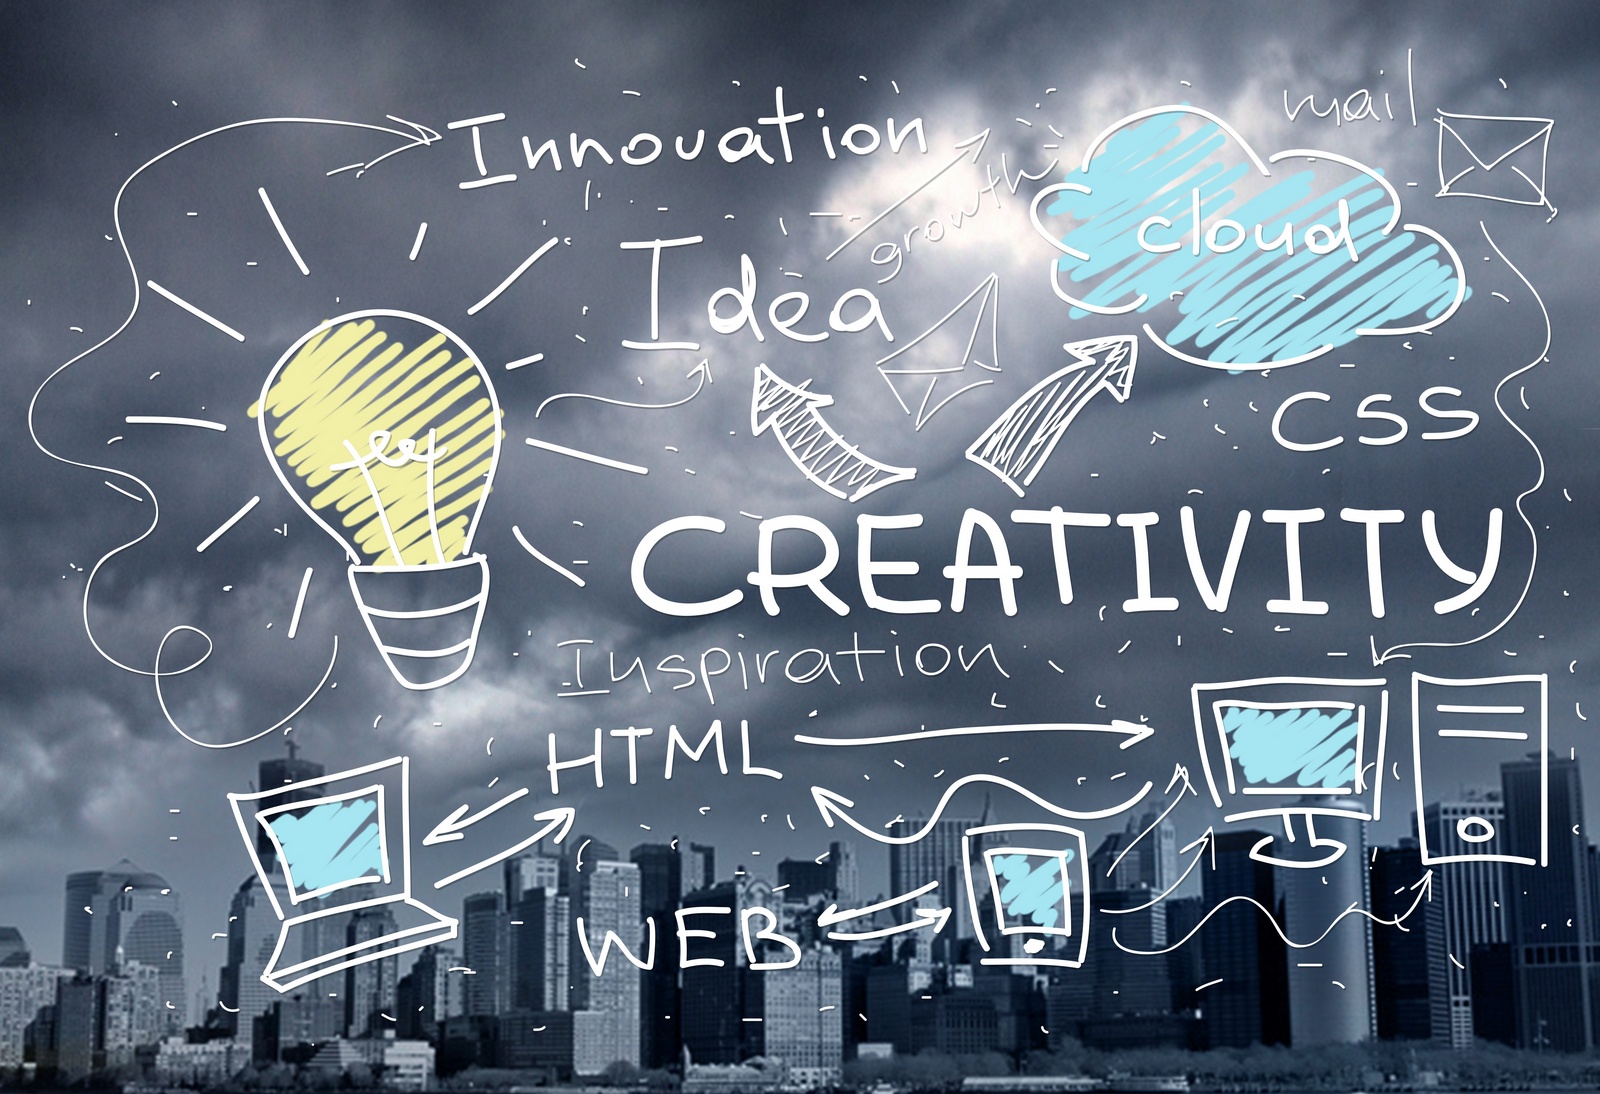 mail
Innovation
growth
cloud
Idea
CSS
CREATIVITY
Inspiration
HTML
WEB